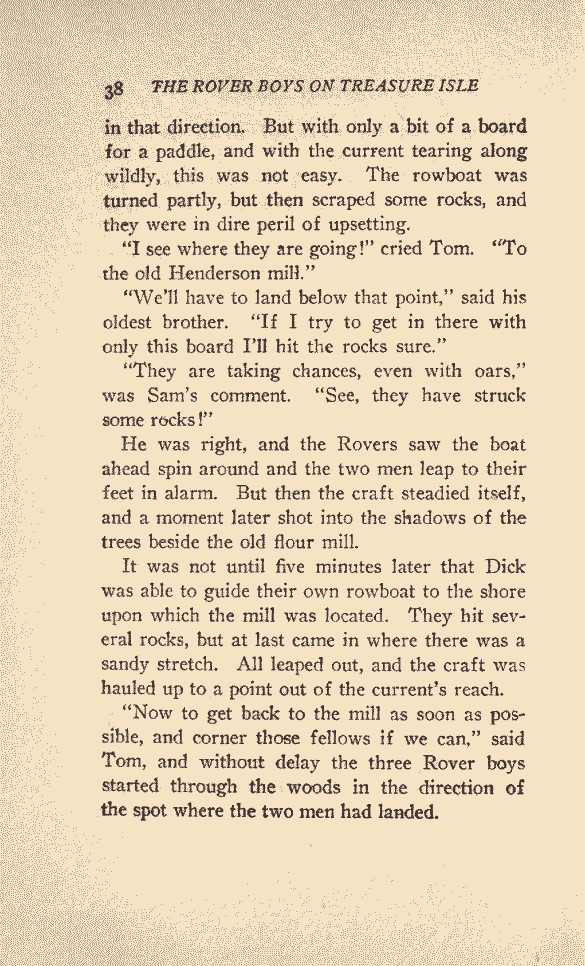 38 THE ROVER BOYS ON TREASURE ISLE
in that direction. But with only a bit of a board
for a paddle, and with the current tearing along
wildly, this was not easy. The rowboat was
turned partly, but then scraped some rocks, and
they were in dire peril of upsetting.
"I see where they are going!" cried Tom. "To
the old Henderson mill."
"We'll have to land below that point," said his
oldest brother. "If I try to get in there with
only this board I'll hit the rocks sure."
"They are taking chances, even with oars,"
was Sam's comment. "See, they have struck
some rocks!"
He was right, and the Rovers saw the boat
ahead spin around and the two men leap to their
feet in alarm. But then the craft steadied itself,
and a moment later shot into the shadows of the
trees beside the old flour mill.
It was not until five minutes later that Dick
was able to guide their own rowboat to the shore
upon which the mill was located. They hit sev-
eral rocks, but at last came in where there was a
sandy stretch. All leaped out, and the craft was
hauled up to a point out of the current's reach.
"Now to get back to the mill as soon as pos-
sible, and corner those fellows if we can," said
Tom, and without delay the three Rover boys
started through the woods in the direction of
the spot where the two men had landed.